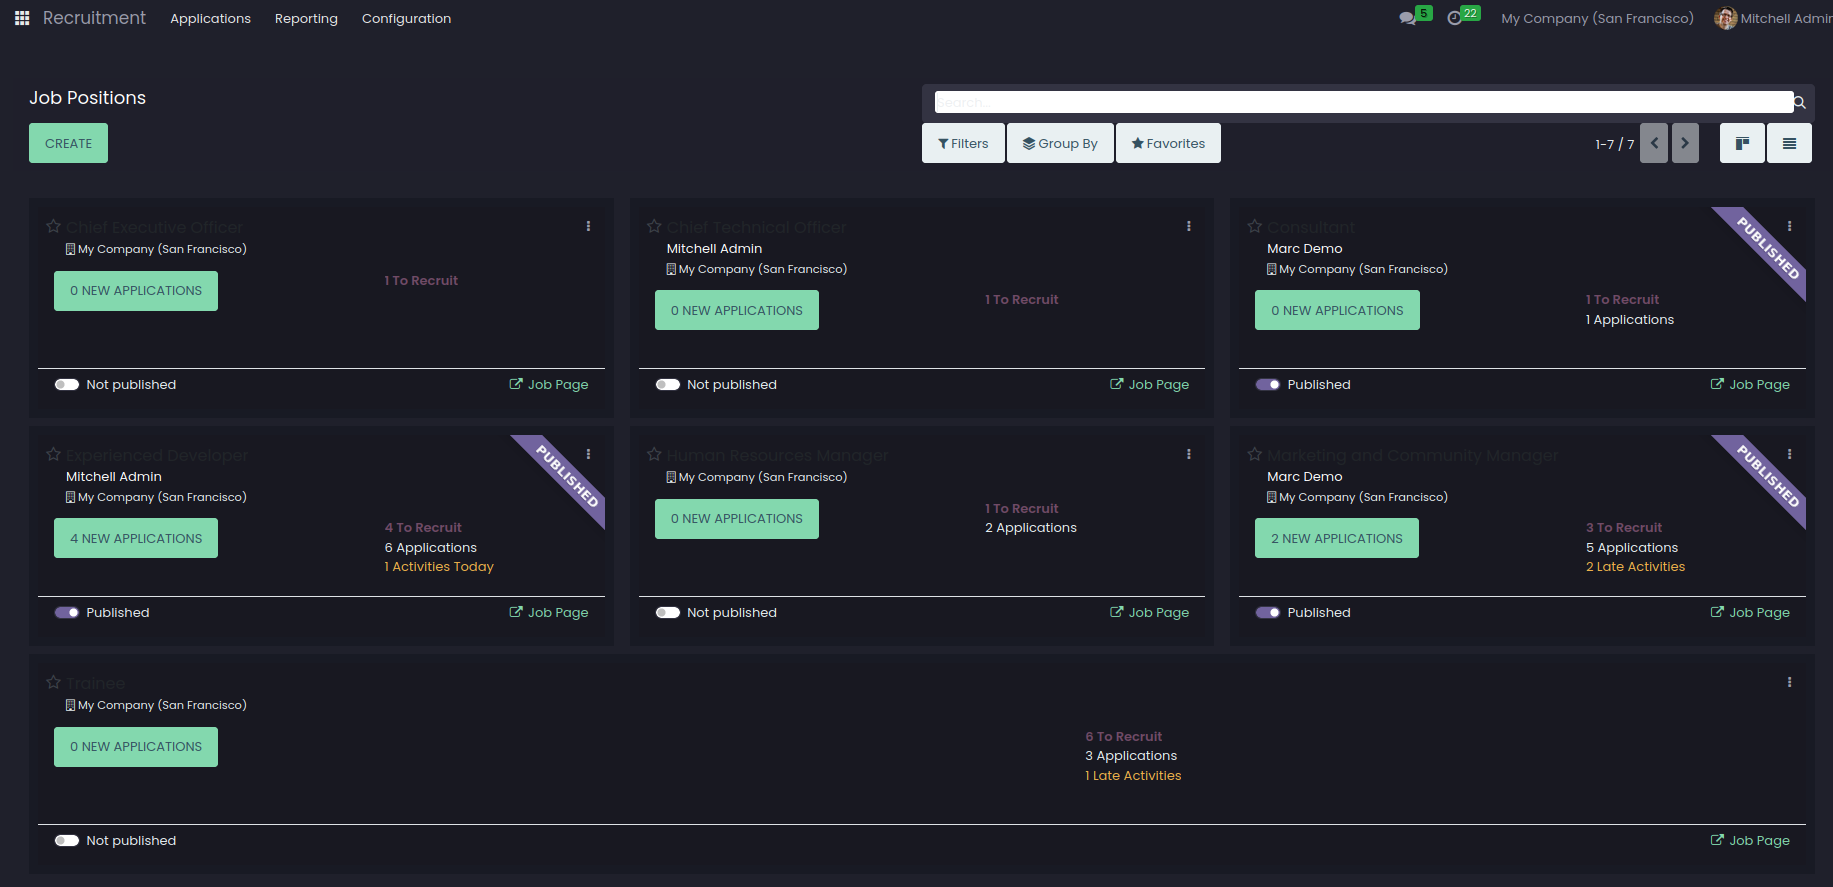 Recruitment Applications Reporting Configuration 5 22 My Company (San Francisco) Mitchell Admin
Job Positions
Search...
CREATE
Filters Group By Favorites 1-7 / 7
Chief Executive Officer
My Company (San Francisco)
0 NEW APPLICATIONS
1 To Recruit
Not published Job Page
Chief Technical Officer
Mitchell Admin
My Company (San Francisco)
0 NEW APPLICATIONS
1 To Recruit
Not published Job Page
Consultant
PUBLISHED
Marc Demo
My Company (San Francisco)
0 NEW APPLICATIONS
1 To Recruit
1 Applications
Published Job Page
Experienced Developer
PUBLISHED
Mitchell Admin
My Company (San Francisco)
4 NEW APPLICATIONS
4 To Recruit
6 Applications
1 Activities Today
Published Job Page
Human Resources Manager
My Company (San Francisco)
0 NEW APPLICATIONS
1 To Recruit
2 Applications
Not published Job Page
Marketing and Community Manager
PUBLISHED
Marc Demo
My Company (San Francisco)
2 NEW APPLICATIONS
3 To Recruit
5 Applications
2 Late Activities
Published Job Page
Trainee
My Company (San Francisco)
0 NEW APPLICATIONS
6 To Recruit
3 Applications
1 Late Activities
Not published Job Page